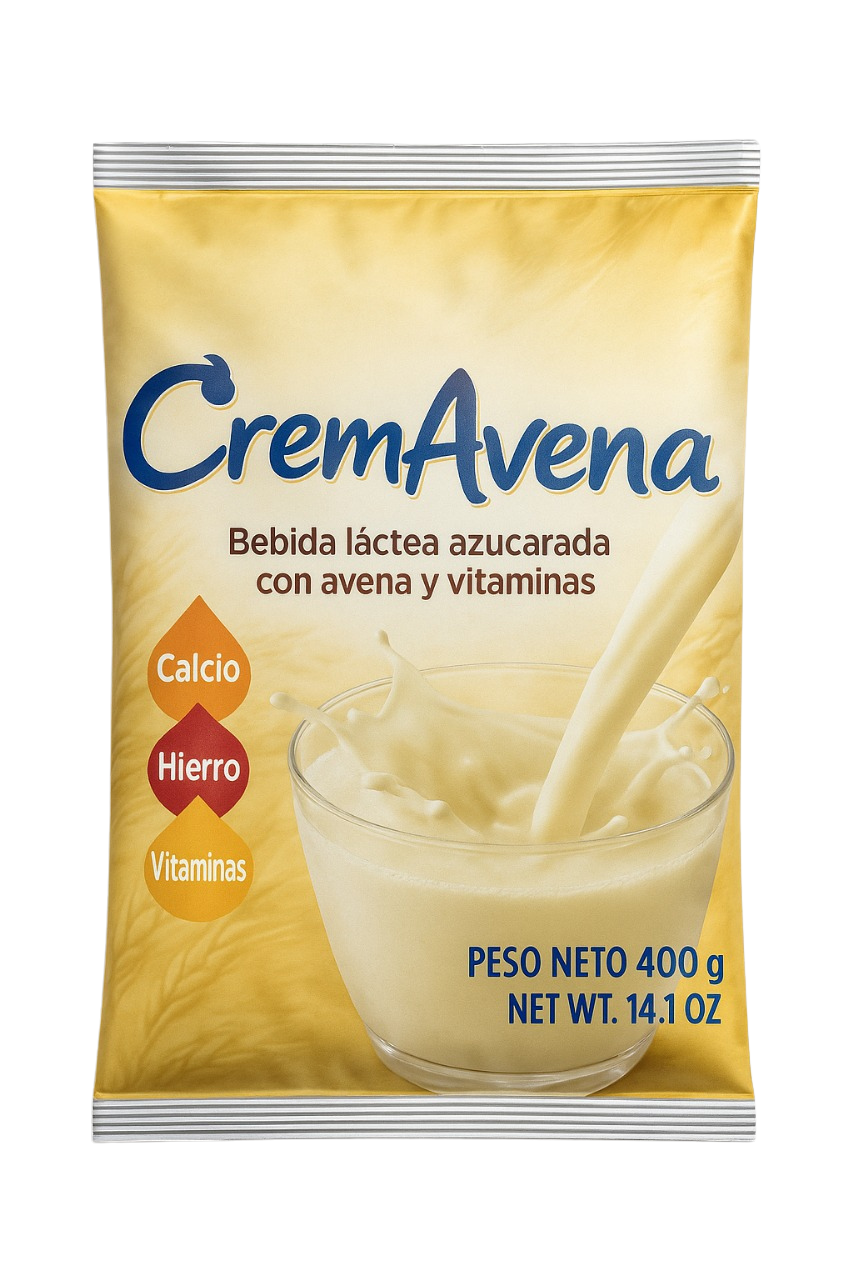 CremAvena
Bebida láctea azucarada
con avena y vitaminas
Calcio
Hierro
Vitaminas
PESO NETO 400 g
NET WT. 14.1 OZ